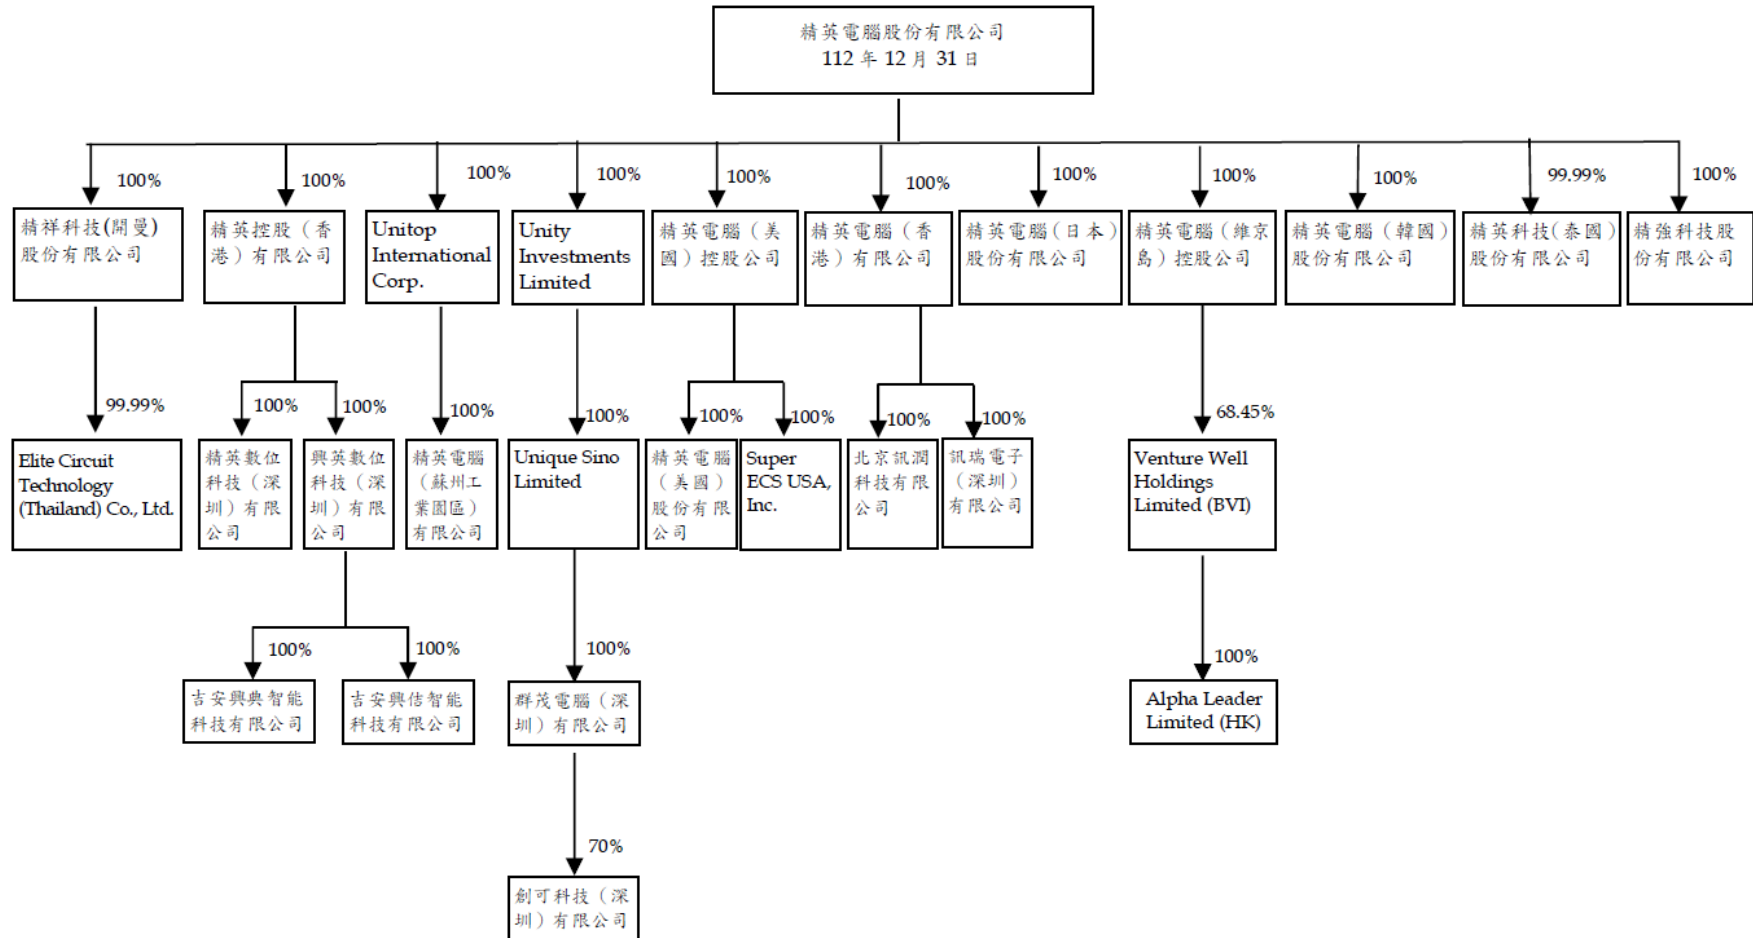 精英電腦股份有限公司
112 年 12 月 31 日
100%
100%
100%
100%
100%
100%
100%
100%
100%
99.99%
100%
精祥科技(開曼)
股份有限公司
精英控股（香
港）有限公司
Unitop
International
Corp.
Unity
Investments
Limited
精英電腦（美
國）控股公司
精英電腦（香
港）有限公司
精英電腦（日本）
股份有限公司
精英電腦（維京
島）控股公司
精英電腦（韓國）
股份有限公司
精英科技(泰國)
股份有限公司
精強科技股
份有限公司
99.99%
100%
100%
100%
100%
100%
100%
100%
100%
68.45%
Elite Circuit
Technology
(Thailand) Co., Ltd.
精英數位
科技（深
圳）有限
公司
興英數位
科技（深
圳）有限
公司
精英電腦
（蘇州工
業園區）
有限公司
Unique Sino
Limited
精英電腦
（美國）
股份有限
公司
Super
ECS USA,
Inc.
北京訊潤
科技有限
公司
訊瑞電子
（深圳）
有限公司
Venture Well
Holdings
Limited (BVI)
100%
100%
100%
100%
吉安興典智能
科技有限公司
吉安興佶智能
科技有限公司
群茂電腦（深
圳）有限公司
Alpha Leader
Limited (HK)
70%
創可科技（深
圳）有限公司